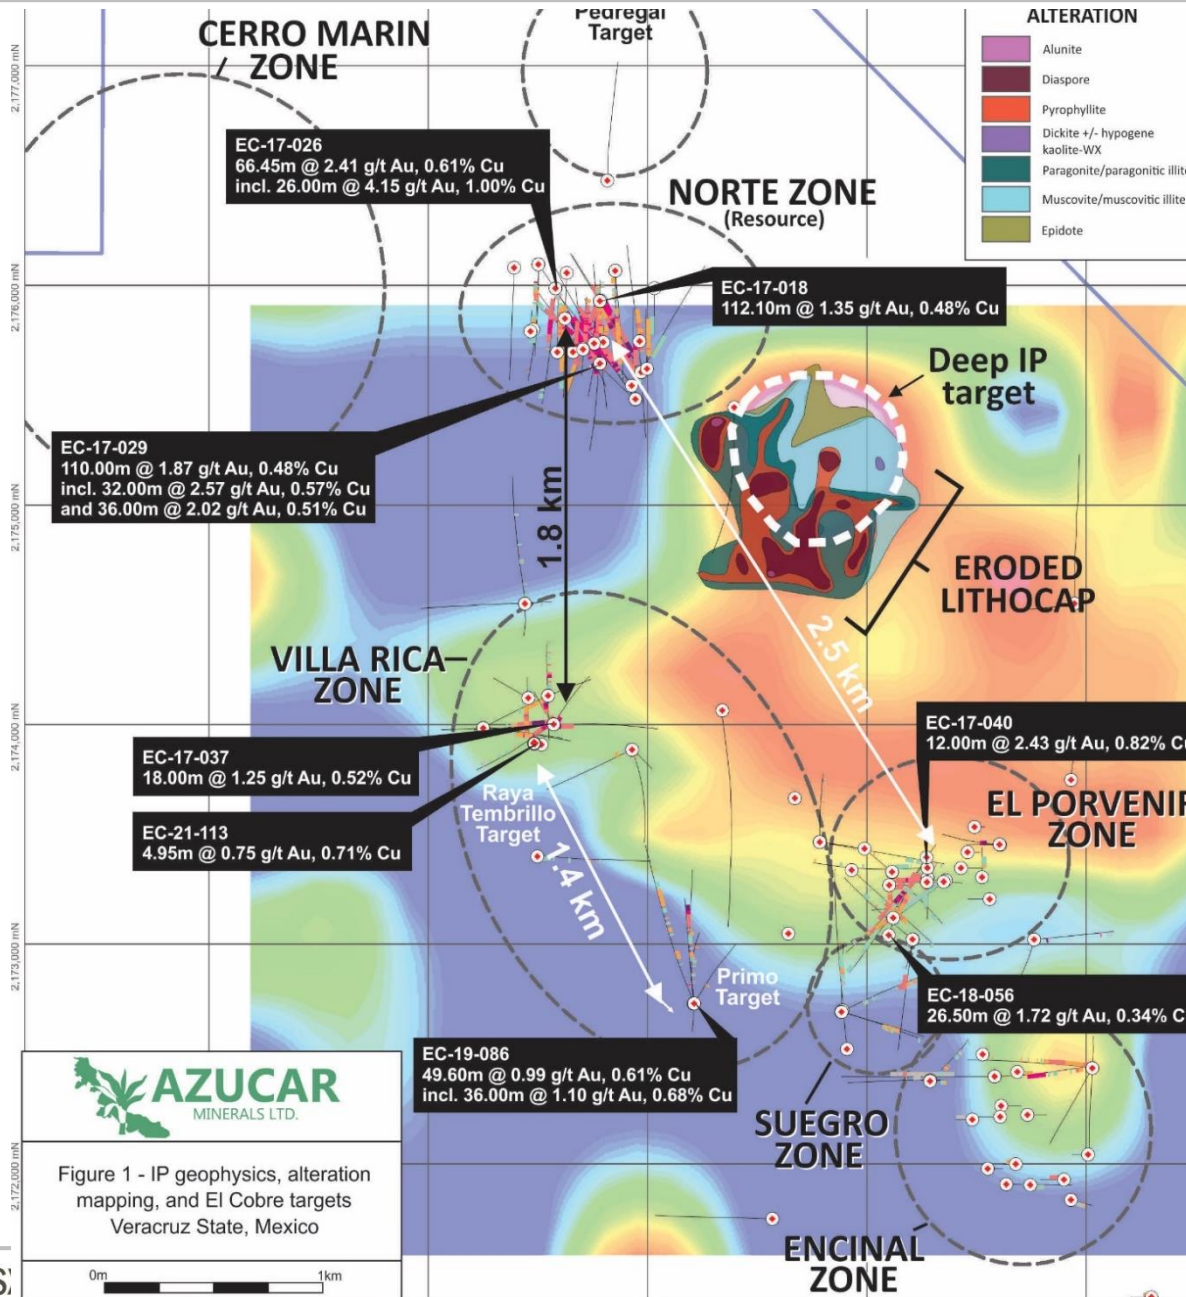 Pedregal
Target
CERRO MARIN
ZONE
ALTERATION
Alunite
Diaspore
Pyrophyllite
Dickite +/- hypogene
kaolite-WX
Paragonite/paragonitic illite
Muscovite/muscovitic illite
Epidote
2,177,000 mN
EC-17-026
66.45m @ 2.41 g/t Au, 0.61% Cu
incl. 26.00m @ 4.15 g/t Au, 1.00% Cu
NORTE ZONE
(Resource)
2,176,000 mN
EC-17-018
112.10m @ 1.35 g/t Au, 0.48% Cu
Deep IP
target
EC-17-029
110.00m @ 1.87 g/t Au, 0.48% Cu
incl. 32.00m @ 2.57 g/t Au, 0.57% Cu
and 36.00m @ 2.02 g/t Au, 0.51% Cu
1.8 km
2,175,000 mN
ERODED
LITHOCAP
2.5 km
VILLA RICA
ZONE
2,174,000 mN
EC-17-037
18.00m @ 1.25 g/t Au, 0.52% Cu
EC-17-040
12.00m @ 2.43 g/t Au, 0.82% Cu
Raya
Tembrillo
Target
EL PORVENIR
ZONE
EC-21-113
4.95m @ 0.75 g/t Au, 0.71% Cu
1.4 km
2,173,000 mN
Primo
Target
EC-18-056
26.50m @ 1.72 g/t Au, 0.34% C
EC-19-086
49.60m @ 0.99 g/t Au, 0.61% Cu
incl. 36.00m @ 1.10 g/t Au, 0.68% Cu
SUEGRO
ZONE
2,172,000 mN
AZUCAR
MINERALS LTD.
Figure 1 - IP geophysics, alteration
mapping, and El Cobre targets
Veracruz State, Mexico
0m 1km
ENCINAL
ZONE